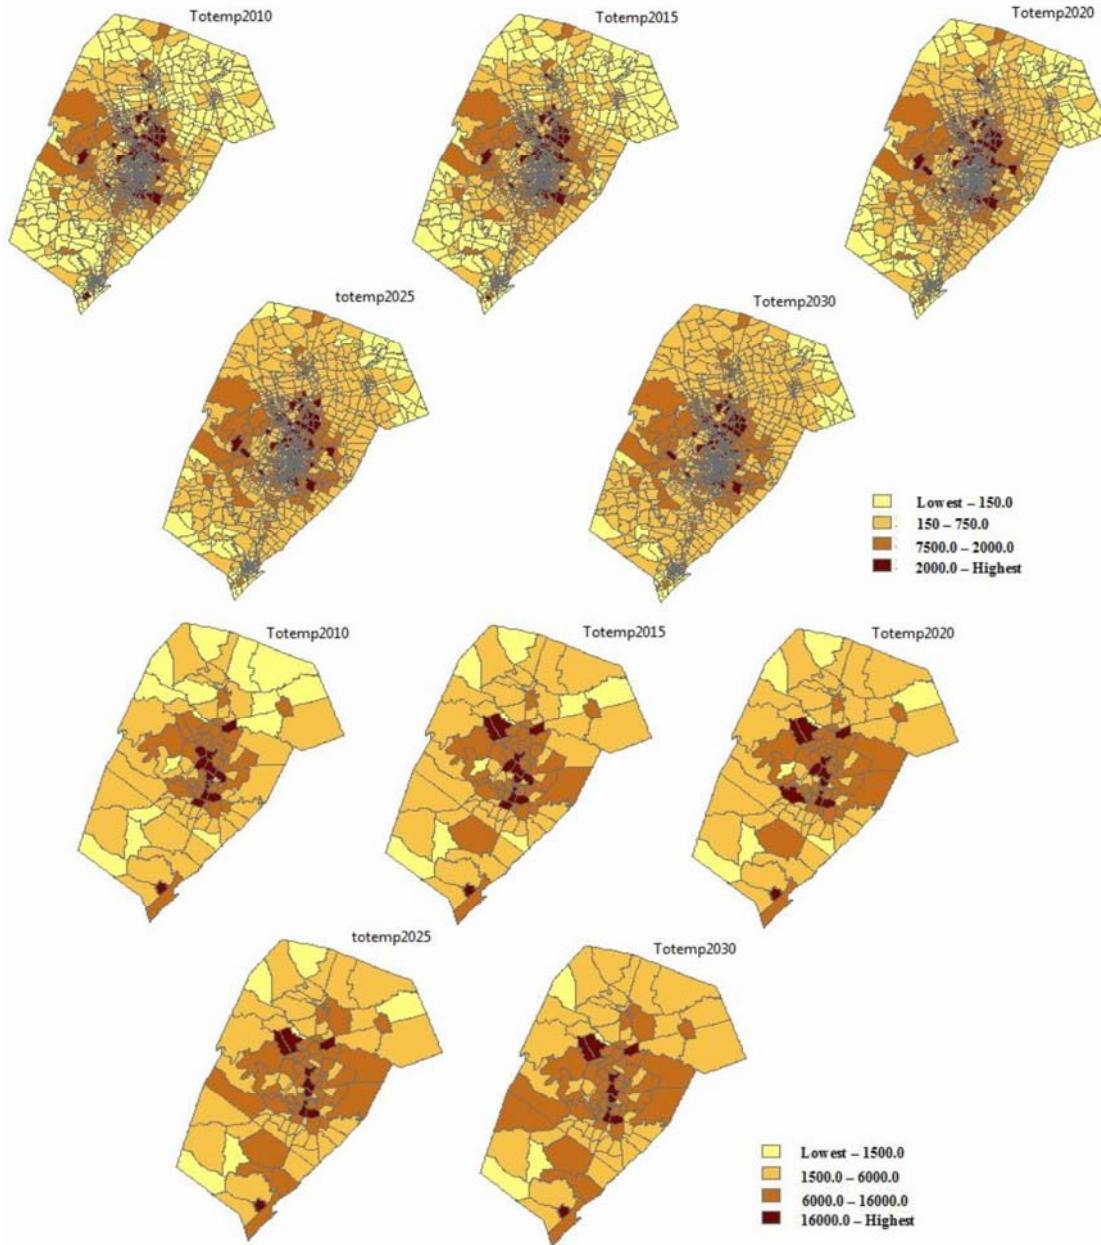 Totemp2010
Totemp2015
Totemp2020
totemp2025
Totemp2030
Lowest – 150.0
150 – 750.0
7500.0 – 2000.0
2000.0 – Highest
Totemp2010
Totemp2015
Totemp2020
totemp2025
Totemp2030
Lowest – 1500.0
1500.0 – 6000.0
6000.0 – 16000.0
16000.0 – Highest